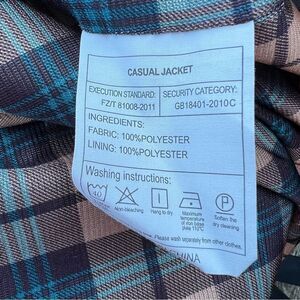 CASUAL JACKET
EXECUTION STANDARD: SECURITY CATEGORY:
FZ/T 81008-2011 GB18401-2010C
INGREDIENTS:
FABRIC: 100%POLYESTER
LINING: 100%POLYESTER
Washing instructions:
40 Non-bleaching Hang to dry Maximum temperature of iron base plate 110°C P Soften the dry cleaning
Please wash separately from other clothes.